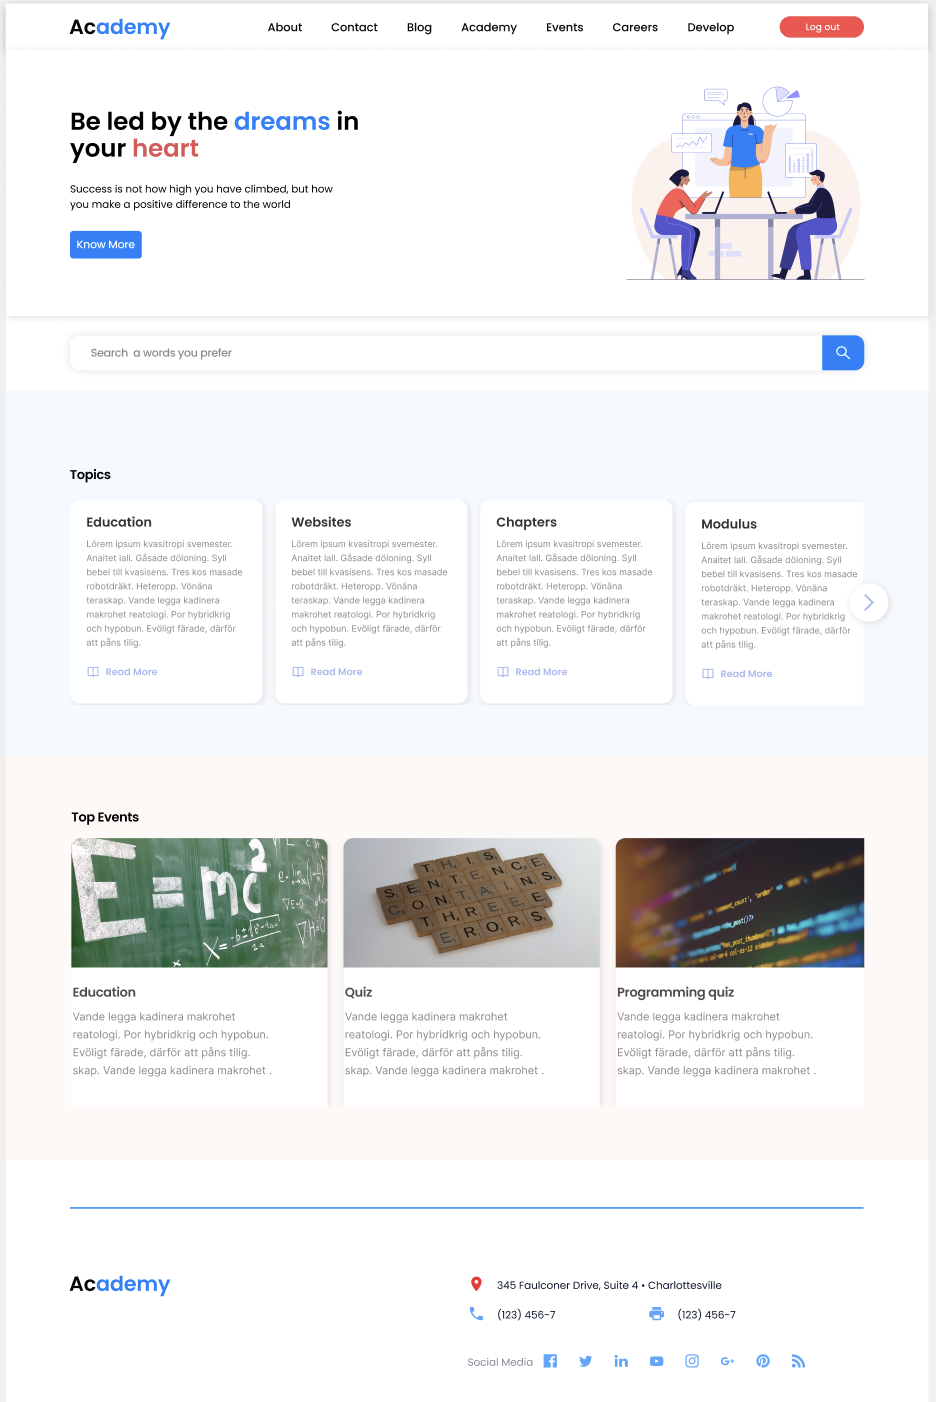 Academy
About Contact Blog Academy Events Careers Develop Log out
Be led by the dreams in
your heart
Success is not how high you have climbed, but how
you make a positive difference to the world
Know More
Search a words you prefer
Topics
Education
Lörem ipsum kvasitropi svemester.
Anaitet lall. Gåsade döloning. Syll
bebel till kvasisens. Tres kos masade
robotdräkt. Heteropp. Vönäna
teraskap. Vande legga kadinera
makrohet reatologi. Por hybridkrig
och hypobun. Evöligt färade, därför
att påns tilig.
Read More
Websites
Lörem ipsum kvasitropi svemester.
Anaitet lall. Gåsade döloning. Syll
bebel till kvasisens. Tres kos masade
robotdräkt. Heteropp. Vönäna
teraskap. Vande legga kadinera
makrohet reatologi. Por hybridkrig
och hypobun. Evöligt färade, därför
att påns tilig.
Read More
Chapters
Lörem ipsum kvasitropi svemester.
Anaitet lall. Gåsade döloning. Syll
bebel till kvasisens. Tres kos masade
robotdräkt. Heteropp. Vönäna
teraskap. Vande legga kadinera
makrohet reatologi. Por hybridkrig
och hypobun. Evöligt färade, därför
att påns tilig.
Read More
Modulus
Lörem ipsum kvasitropi svemester.
Anaitet lall. Gåsade döloning. Syll
bebel till kvasisens. Tres kos masade
robotdräkt. Heteropp. Vönäna
teraskap. Vande legga kadinera
makrohet reatologi. Por hybridkrig
och hypobun. Evöligt färade, därför
att påns tilig.
Read More
Top Events
E=mc²
Education
Vande legga kadinera makrohet
reatologi. Por hybridkrig och hypobun.
Evöligt färade, därför att påns tilig.
skap. Vande legga kadinera makrohet .
THIS
SENTENCE
CONTAINS
THREEE
ERORS
Quiz
Vande legga kadinera makrohet
reatologi. Por hybridkrig och hypobun.
Evöligt färade, därför att påns tilig.
skap. Vande legga kadinera makrohet .
Programming quiz
Vande legga kadinera makrohet
reatologi. Por hybridkrig och hypobun.
Evöligt färade, därför att påns tilig.
skap. Vande legga kadinera makrohet .
Academy
345 Faulconer Drive, Suite 4 • Charlottesville
(123) 456-7 (123) 456-7
Social Media